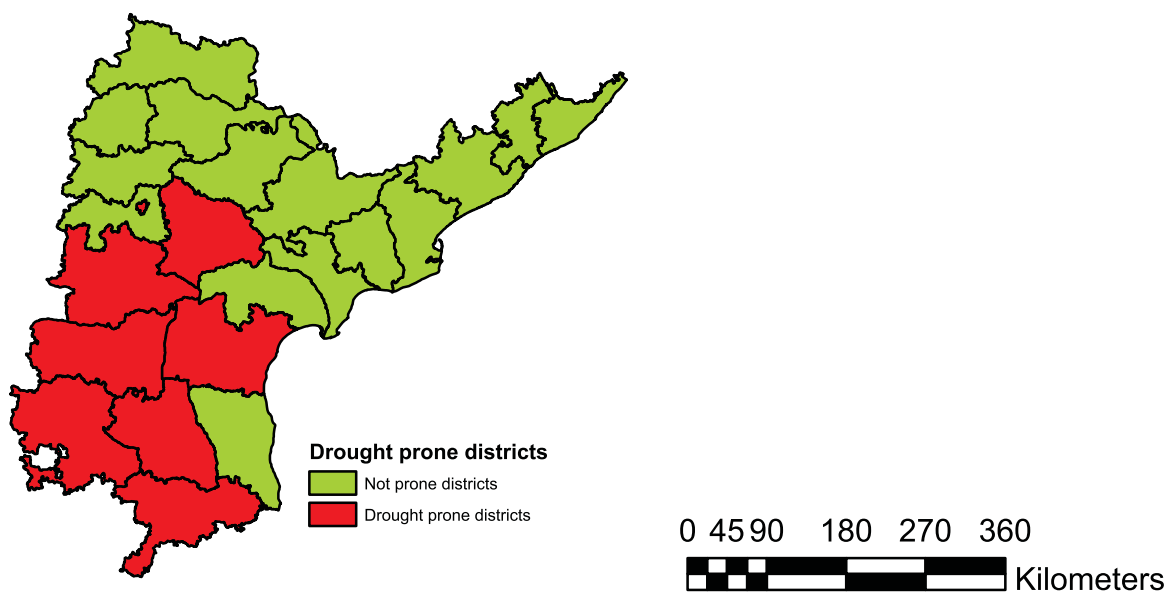 Drought prone districts
Not prone districts
Drought prone districts
0 45 90 180 270 360
Kilometers